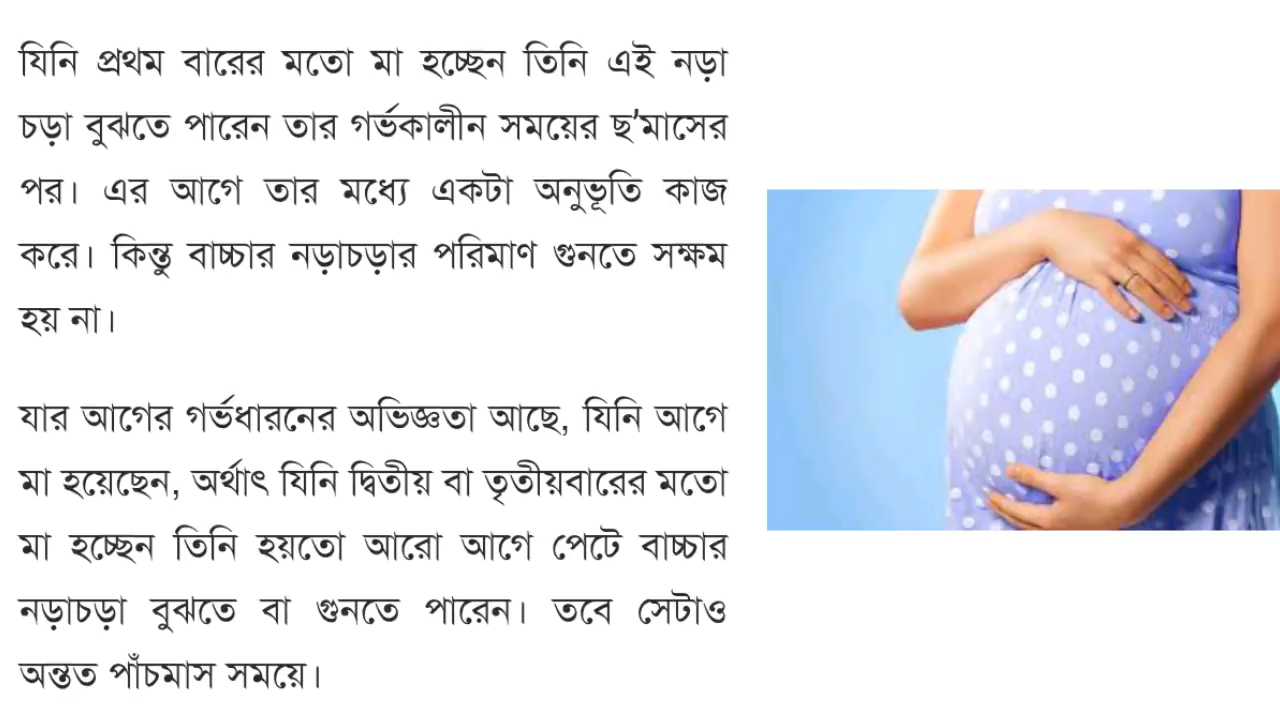 যিনি প্রথম বারের মতো মা হচ্ছেন তিনি এই নড়া
চড়া বুঝতে পারেন তার গর্ভকালীন সময়ের ছ’মাসের
পর। এর আগে তার মধ্যে একটা অনুভূতি কাজ
করে। কিন্তু বাচ্চার নড়াচড়ার পরিমাণ গুনতে সক্ষম
হয় না।
যার আগের গর্ভধারনের অভিজ্ঞতা আছে, যিনি আগে
মা হয়েছেন, অর্থাৎ যিনি দ্বিতীয় বা তৃতীয়বারের মতো
মা হচ্ছেন তিনি হয়তো আরো আগে পেটে বাচ্চার
নড়াচড়া বুঝতে বা গুনতে পারেন। তবে সেটাও
অন্তত পাঁচমাস সময়ে।